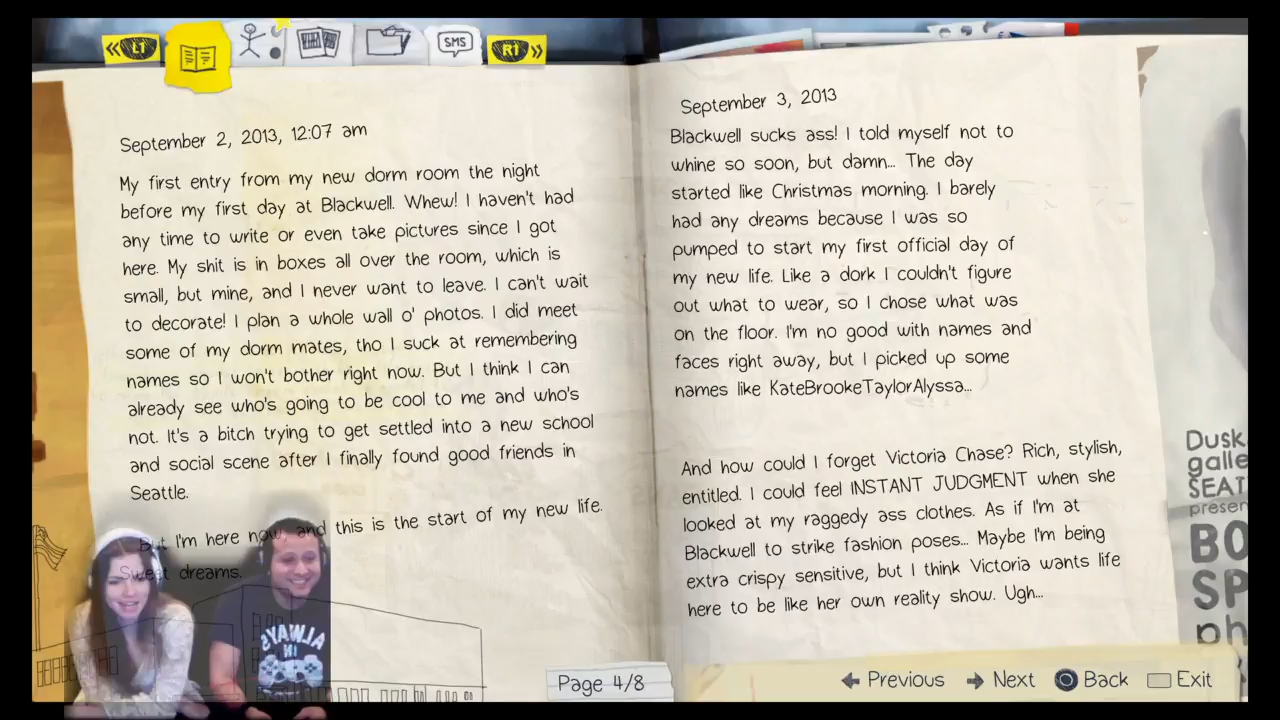 LT
SMS
R1
September 2, 2013, 12:07 am
My first entry from my new dorm room the night
before my first day at Blackwell. Whew! I haven't had
any time to write or even take pictures since I got
here. My shit is in boxes all over the room, which is
small, but mine, and I never want to leave. I can't wait
to decorate! I plan a whole wall o' photos. I did meet
some of my dorm mates, tho I suck at remembering
names so I won't bother right now. But I think I can
already see who's going to be cool to me and who's
not. It's a bitch trying to get settled into a new school
and social scene after I finally found good friends in
Seattle.
But I'm here now, and this is the start of my new life.
Sweet dreams.
ALWAYS
IN
September 3, 2013
Blackwell sucks ass! I told myself not to
whine so soon, but damn... The day
started like Christmas morning. I barely
had any dreams because I was so
pumped to start my first official day of
my new life. Like a dork I couldn't figure
out what to wear, so I chose what was
on the floor. I'm no good with names and
faces right away, but I picked up some
names like KateBrookeTaylorAlyssa...
And how could I forget Victoria Chase? Rich, stylish,
entitled. I could feel INSTANT JUDGMENT when she
looked at my raggedy ass clothes. As if I'm at
Blackwell to strike fashion poses... Maybe I'm being
extra crispy sensitive, but I think Victoria wants life
here to be like her own reality show. Ugh...
Dusk
galle
SEAT
presen
BO
SP
ph
Page 4/8
Previous
Next
Back
Exit